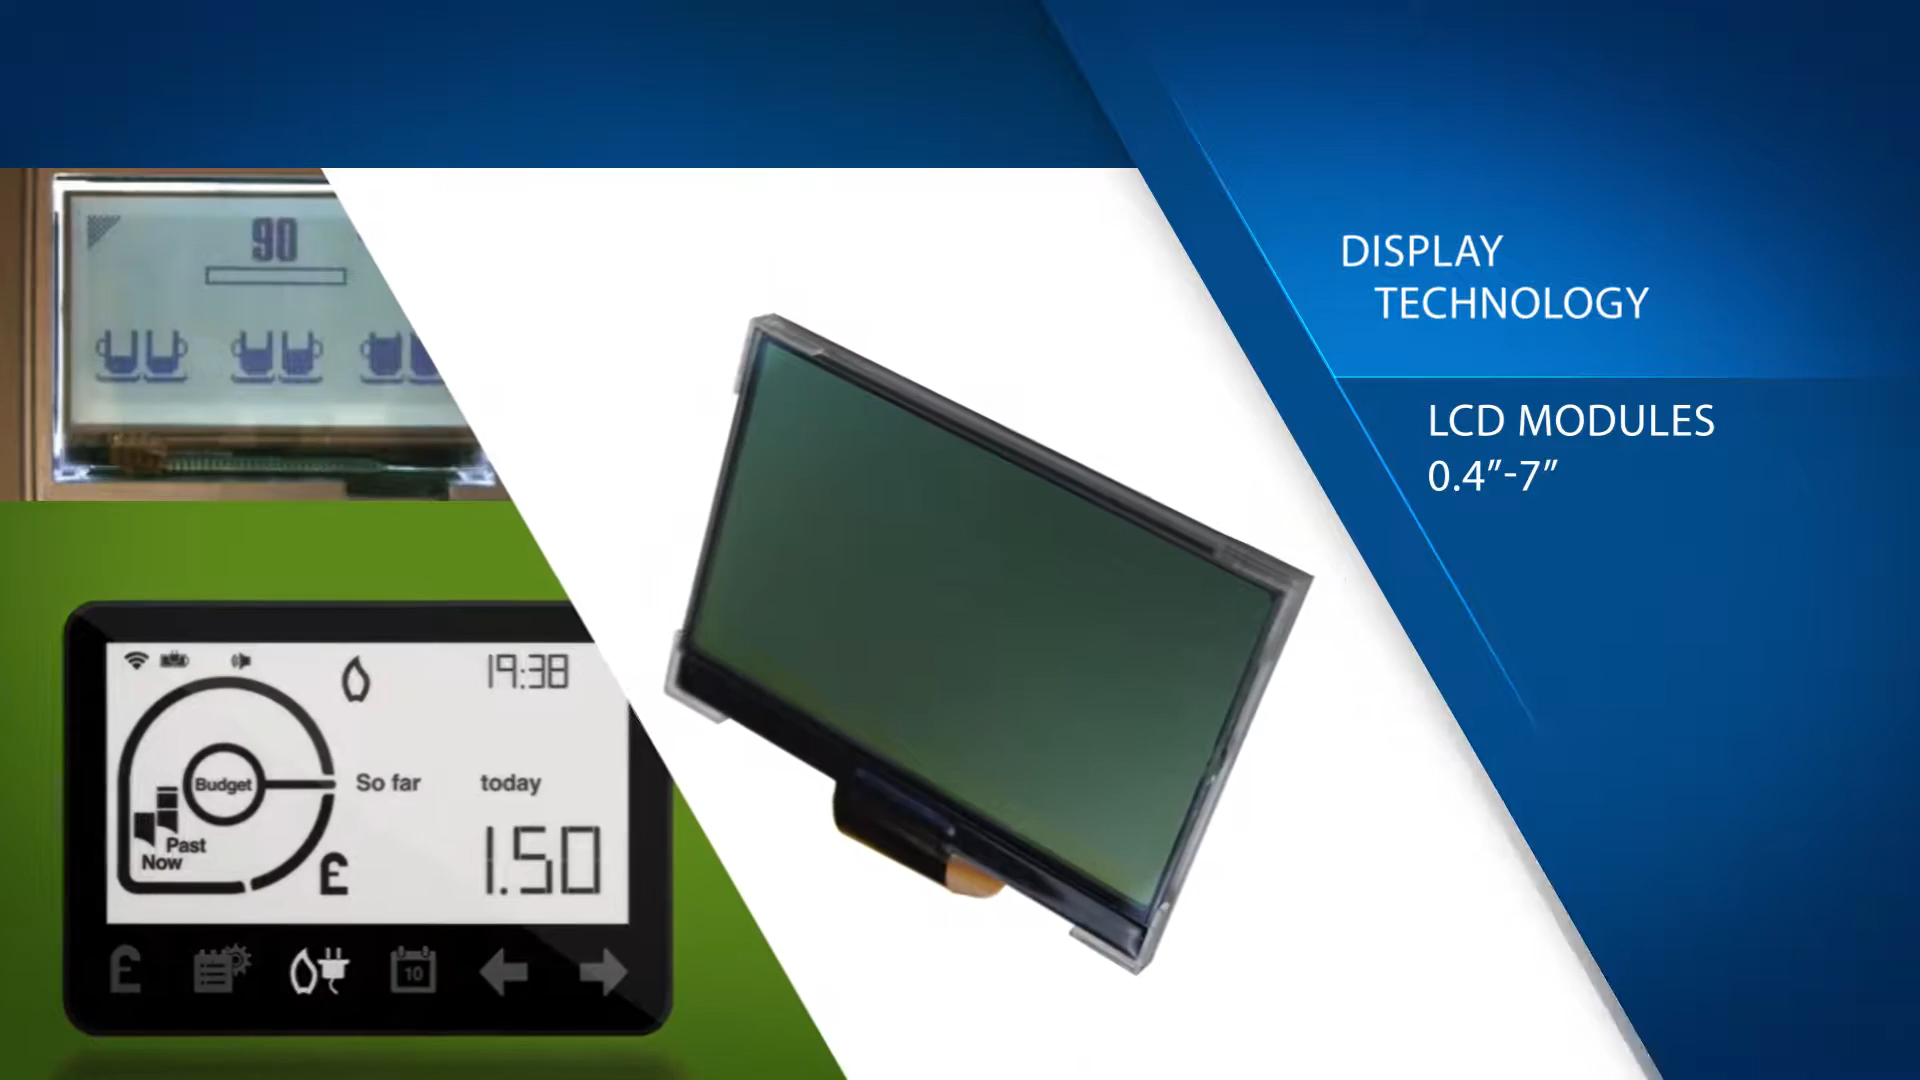 DISPLAY
TECHNOLOGY
LCD MODULES
0.4”-7”
90
19:38
Budget
So far today
Past
Now
£
1.50
£
10